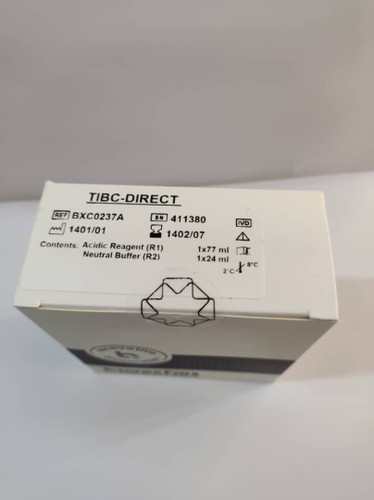 TIBC-DIRECT
REF BXC0237A BN 411380 IVD
1401/01 1402/07
Contents. Acidic Reagent (R1) 1x77 ml
Neutral Buffer (R2) 1x24 ml
2°C 8°C